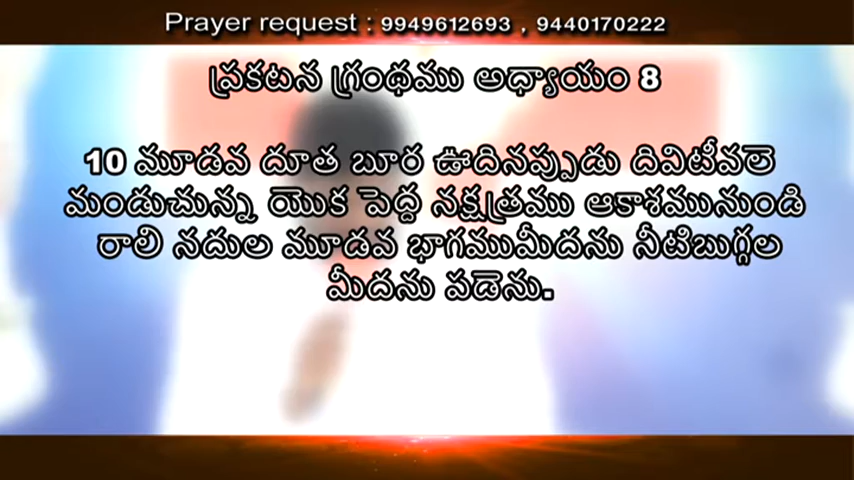 Prayer request : 9949612693 , 9440170222
ప్రకటన గ్రంథము అధ్యాయం 8
10 మూడవ దూత బూర ఊదినప్పుడు దివిటీవలె
మండుచున్న యొక పెద్ద నక్షత్రము ఆకాశమునుండి
రాలి నదుల మూడవ భాగముమీదను నీటిబుగ్గల
మీదను పడెను.